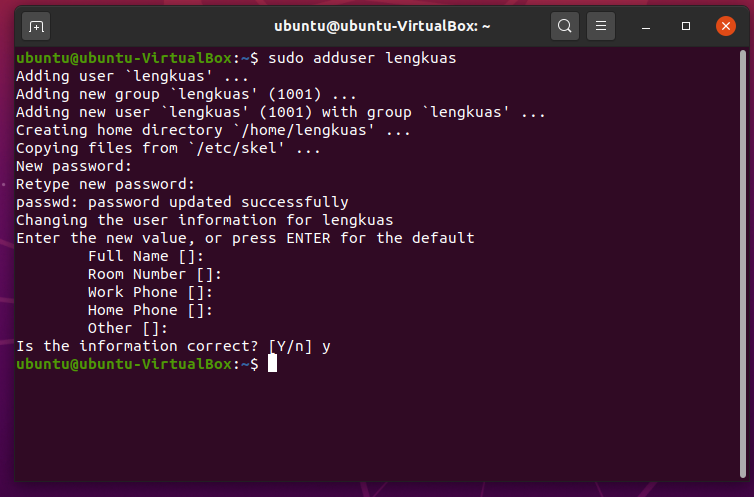 ubuntu@ubuntu-VirtualBox: ~
ubuntu@ubuntu-VirtualBox:~$ sudo adduser lengkuas
Adding user `lengkuas' ...
Adding new group `lengkuas' (1001) ...
Adding new user `lengkuas' (1001) with group `lengkuas' ...
Creating home directory `/home/lengkuas' ...
Copying files from `/etc/skel' ...
New password:
Retype new password:
passwd: password updated successfully
Changing the user information for lengkuas
Enter the new value, or press ENTER for the default
Full Name []:
Room Number []:
Work Phone []:
Home Phone []:
Other []:
Is the information correct? [Y/n] y
ubuntu@ubuntu-VirtualBox:~$